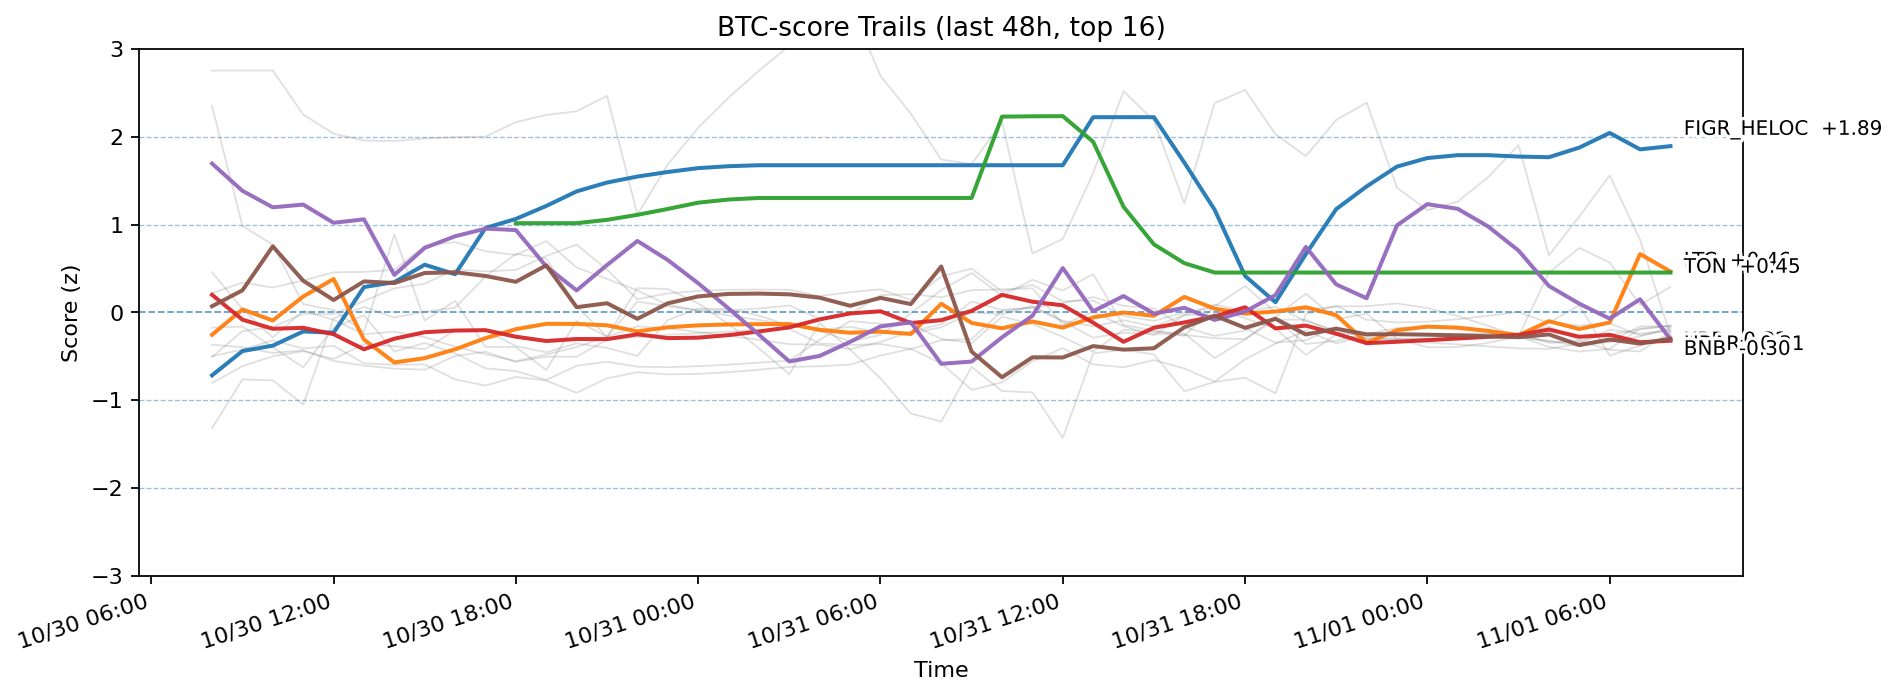 BTC-score Trails (last 48h, top 16)
Score (z)
3
2
1
0
−1
−2
−3
FIGR_HELOC +1.89
TON +0.45
BNB -0.30
10/30 06:00
10/30 12:00
10/30 18:00
10/31 00:00
10/31 06:00
10/31 12:00
10/31 18:00
11/01 00:00
11/01 06:00
Time